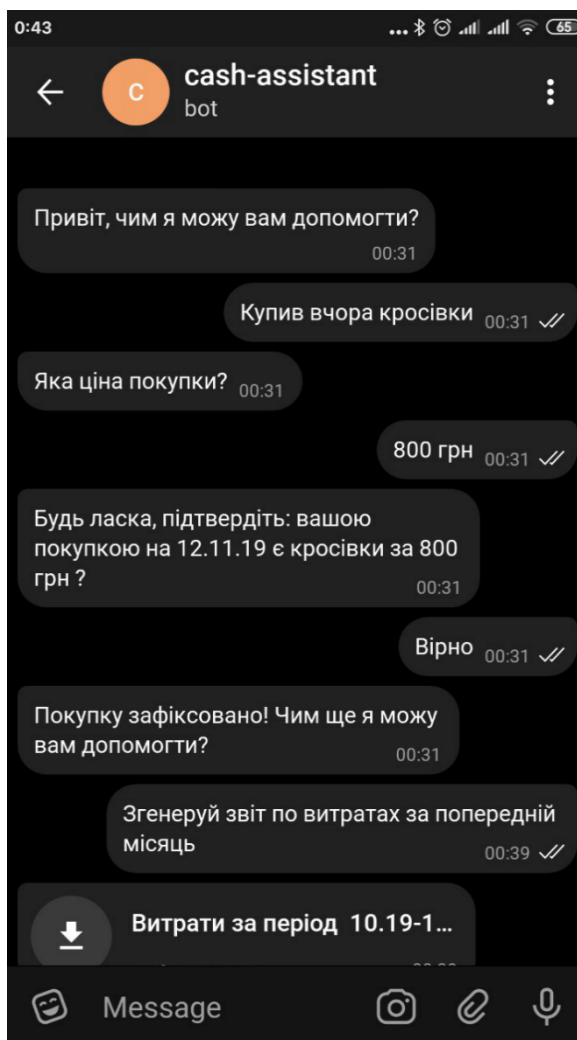 0:43
65
C
cash-assistant
bot
Привіт, чим я можу вам допомогти?
00:31
Купив вчора кросівки 00:31
Яка ціна покупки? 00:31
800 грн 00:31
Будь ласка, підтвердіть: вашою
покупкою на 12.11.19 є кросівки за 800
грн ?
00:31
Вірно 00:31
Покупку зафіксовано! Чим ще я можу
вам допомогти?
00:31
Згенеруй звіт по витратах за попередній
місяць
00:39
Витрати за період 10.19-1...
Message